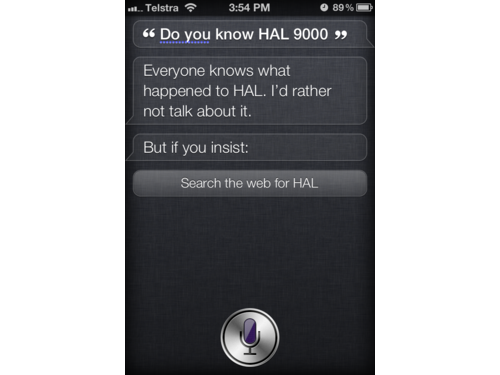 Telstra 3:54 PM 89%
“ Do you know HAL 9000 ”
Everyone knows what
happened to HAL. I’d rather
not talk about it.
But if you insist:
Search the web for HAL